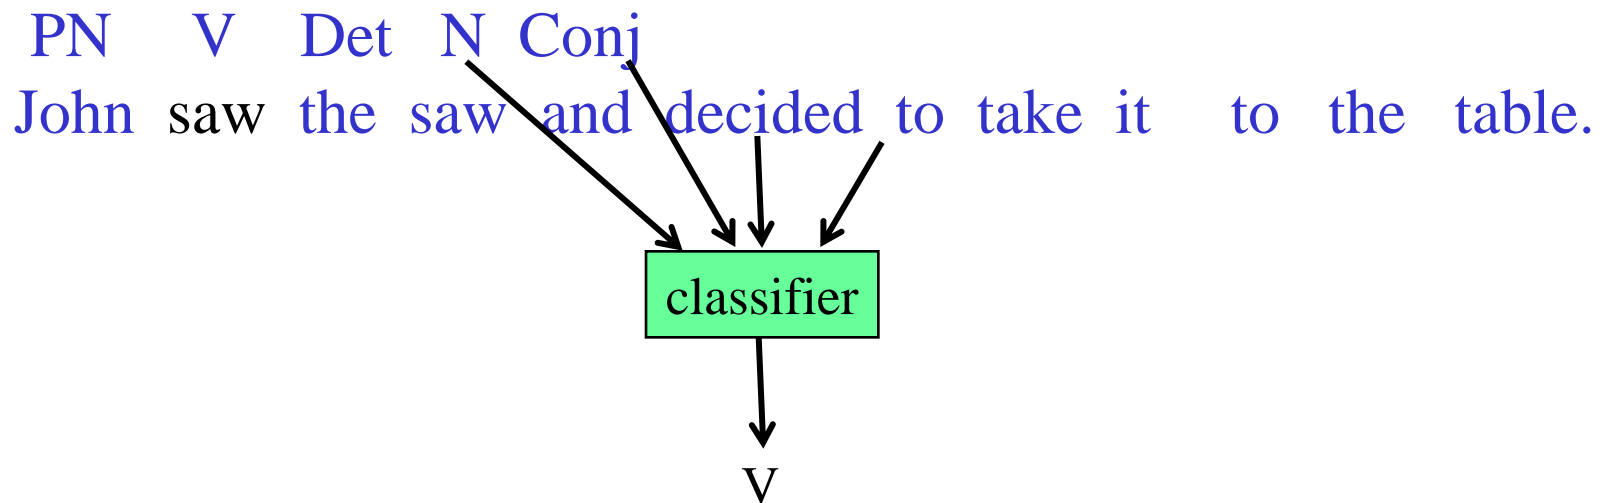 PN V Det N Conj
John saw the saw and decided to take it to the table.
classifier
V